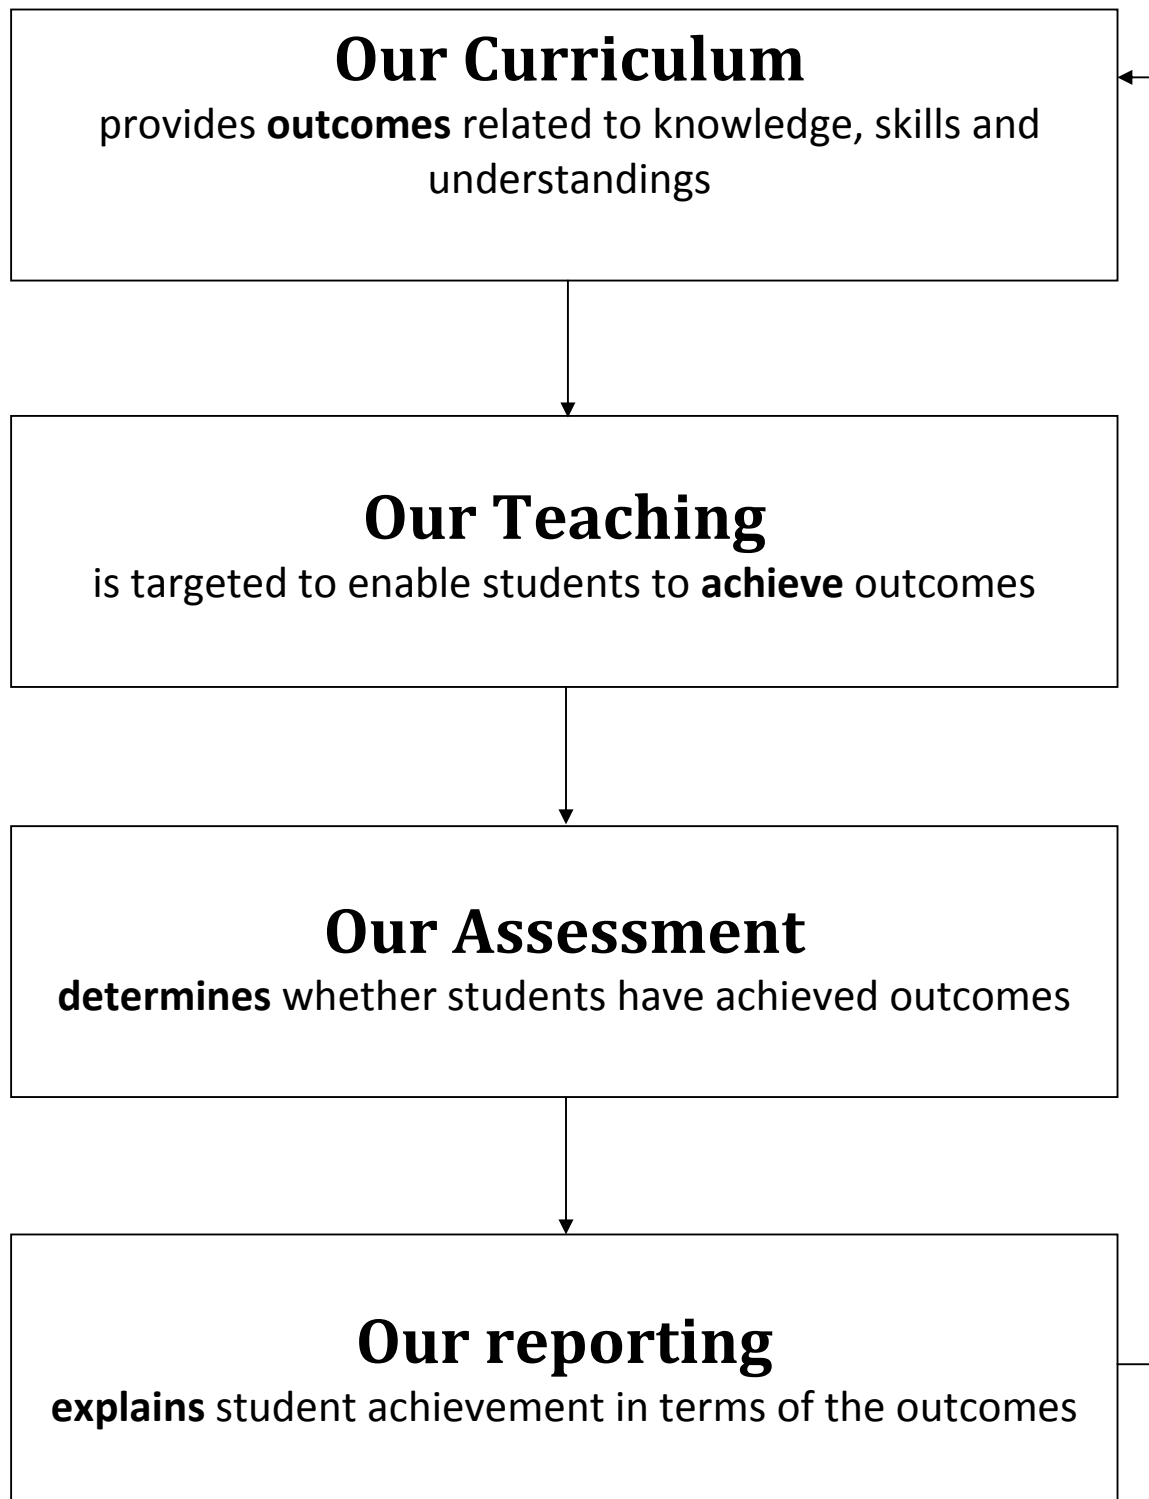 Our Curriculum
provides outcomes related to knowledge, skills and
understandings
Our Teaching
is targeted to enable students to achieve outcomes
Our Assessment
determines whether students have achieved outcomes
Our reporting
explains student achievement in terms of the outcomes